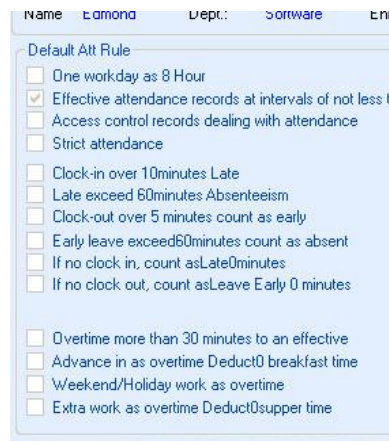 Name Edmond Dept.: Software
Default Att Rule
One workday as 8 Hour
Effective attendance records at intervals of not less
Access control records dealing with attendance
Strict attendance
Clock-in over 10minutes Late
Late exceed 60minutes Absenteeism
Clock-out over 5 minutes count as early
Early leave exceed60minutes count as absent
If no clock in, count asLate0minutes
If no clock out, count asLeave Early 0 minutes
Overtime more than 30 minutes to an effective
Advance in as overtime Deduct0 breakfast time
Weekend/Holiday work as overtime
Extra work as overtime Deduct0supper time